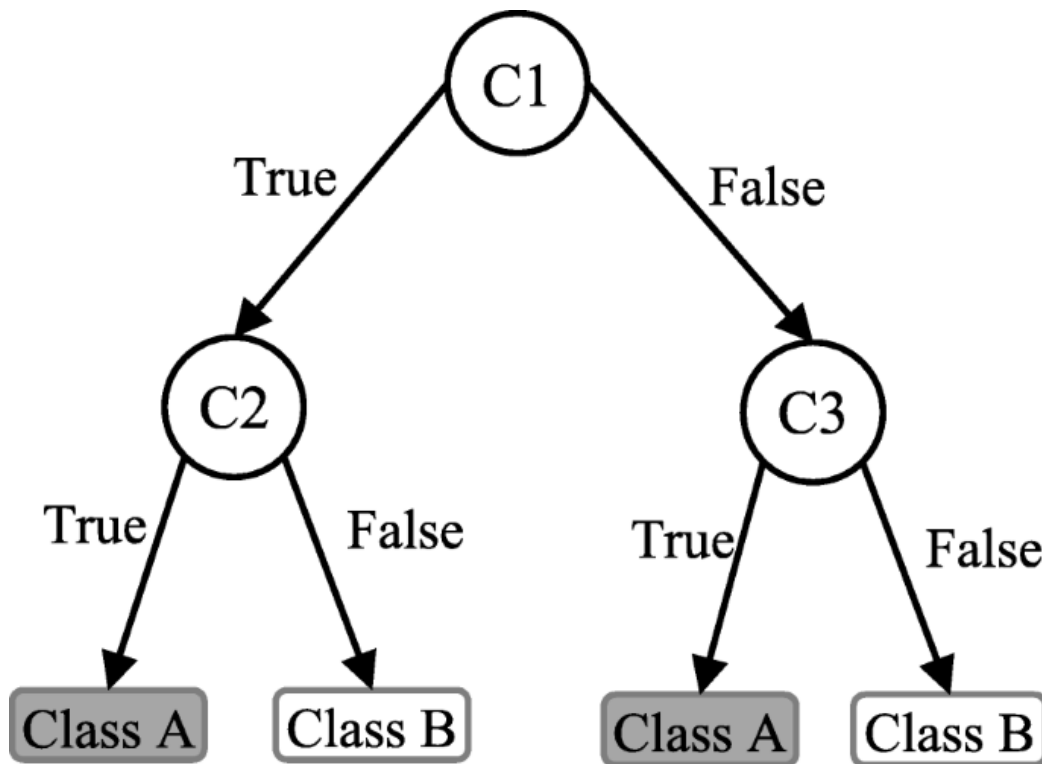 C1
True
False
C2
C3
True
False
True
False
Class A
Class B
Class A
Class B